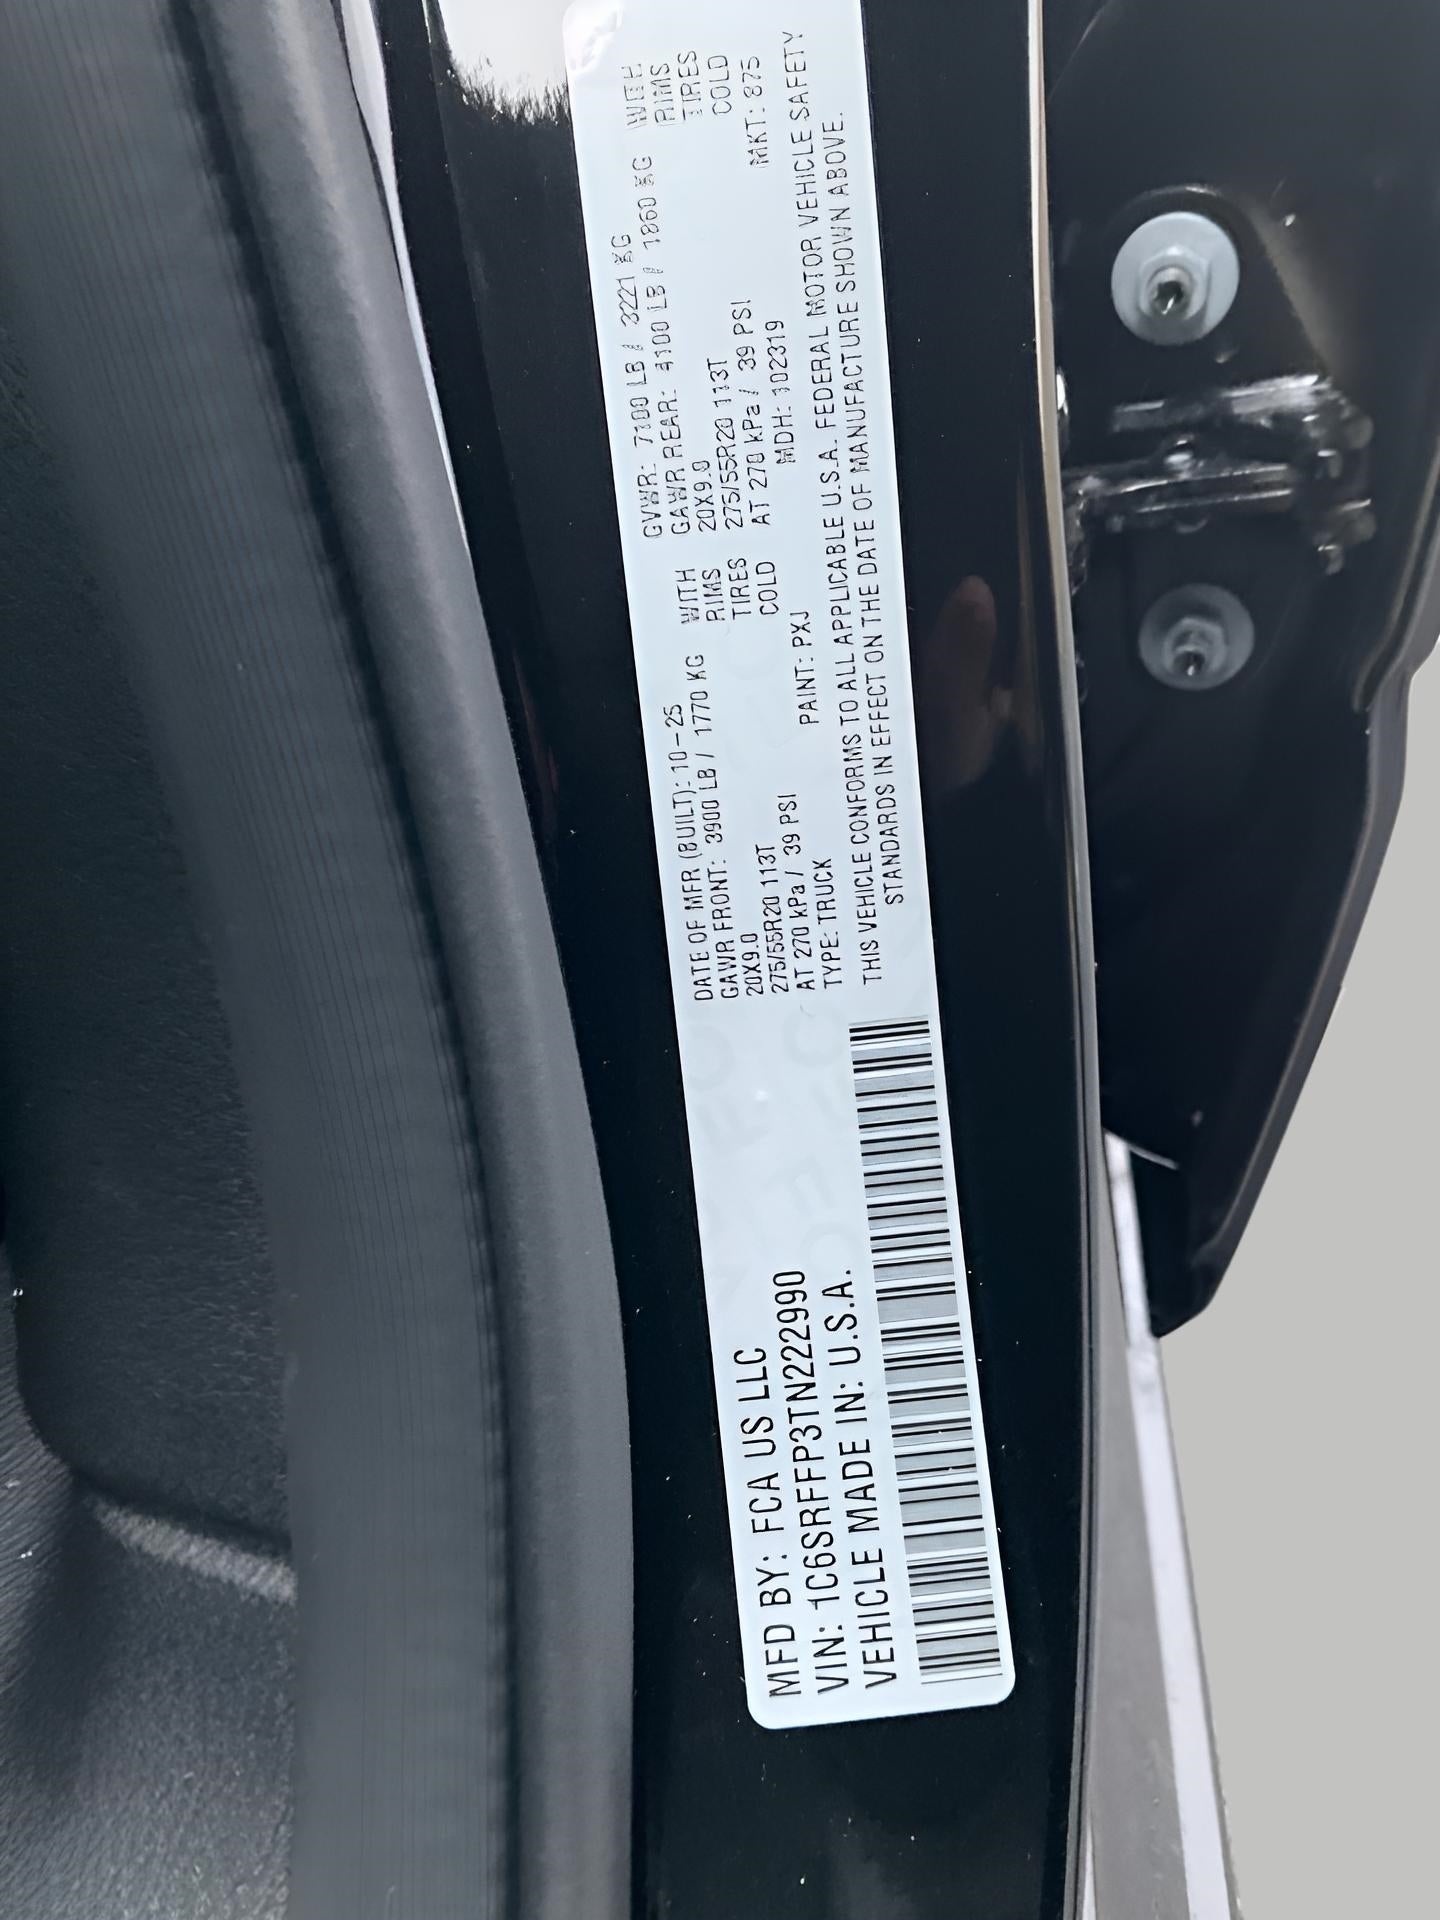 MFD BY: FCA US LLC
VIN: 1C6SRFFP3TN222990
VEHICLE MADE IN: U.S.A.
DATE OF MFR (BUILT): 10-25 GVWR: 7100 LB / 3221 KG
GAWR FRONT: 3900 LB / 1770 KG WITH GAWR REAR: 4100 LB / 1860 KG WITH
20X9.0 RIMS 20X9.0 RIMS
275/55R20 113T TIRES 275/55R20 113T TIRES
AT 270 kPa / 39 PSI COLD AT 270 kPa / 39 PSI COLD
TYPE: TRUCK PAINT: PXJ MDH: 102319 MKT: 875
THIS VEHICLE CONFORMS TO ALL APPLICABLE U.S.A. FEDERAL MOTOR VEHICLE SAFETY
STANDARDS IN EFFECT ON THE DATE OF MANUFACTURE SHOWN ABOVE.